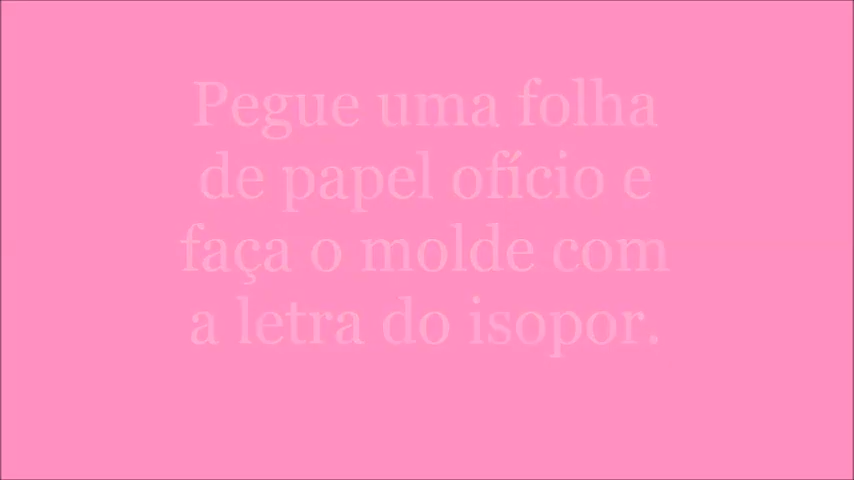 Pegue uma folha
de papel ofício e
faça o molde com
a letra do isopor.